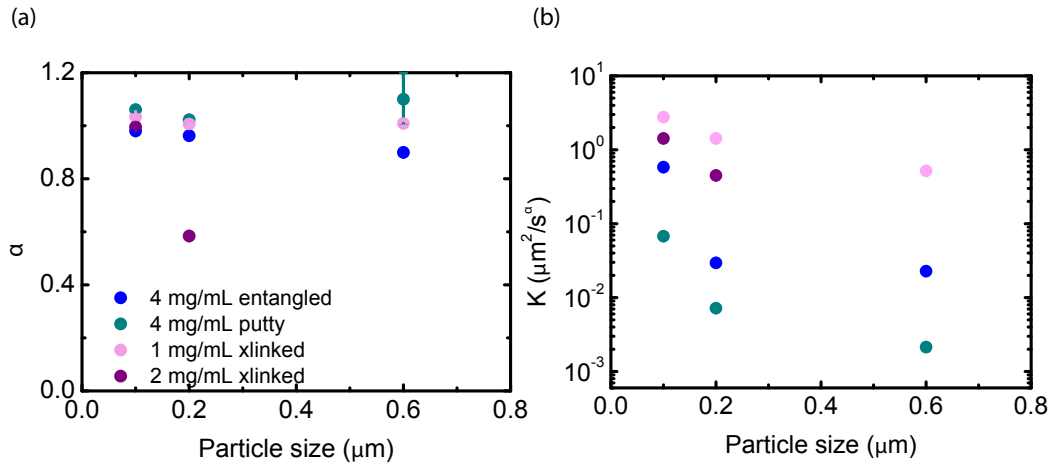 (a)
(b)
1.2
0.8
0.4
0.0
α
4 mg/mL entangled
4 mg/mL putty
1 mg/mL xlinked
2 mg/mL xlinked
0.0 0.2 0.4 0.6 0.8
Particle size (μm)
10¹
10⁰
10⁻¹
10⁻²
10⁻³
K (μm²/s^α)
0.0 0.2 0.4 0.6 0.8
Particle size (μm)